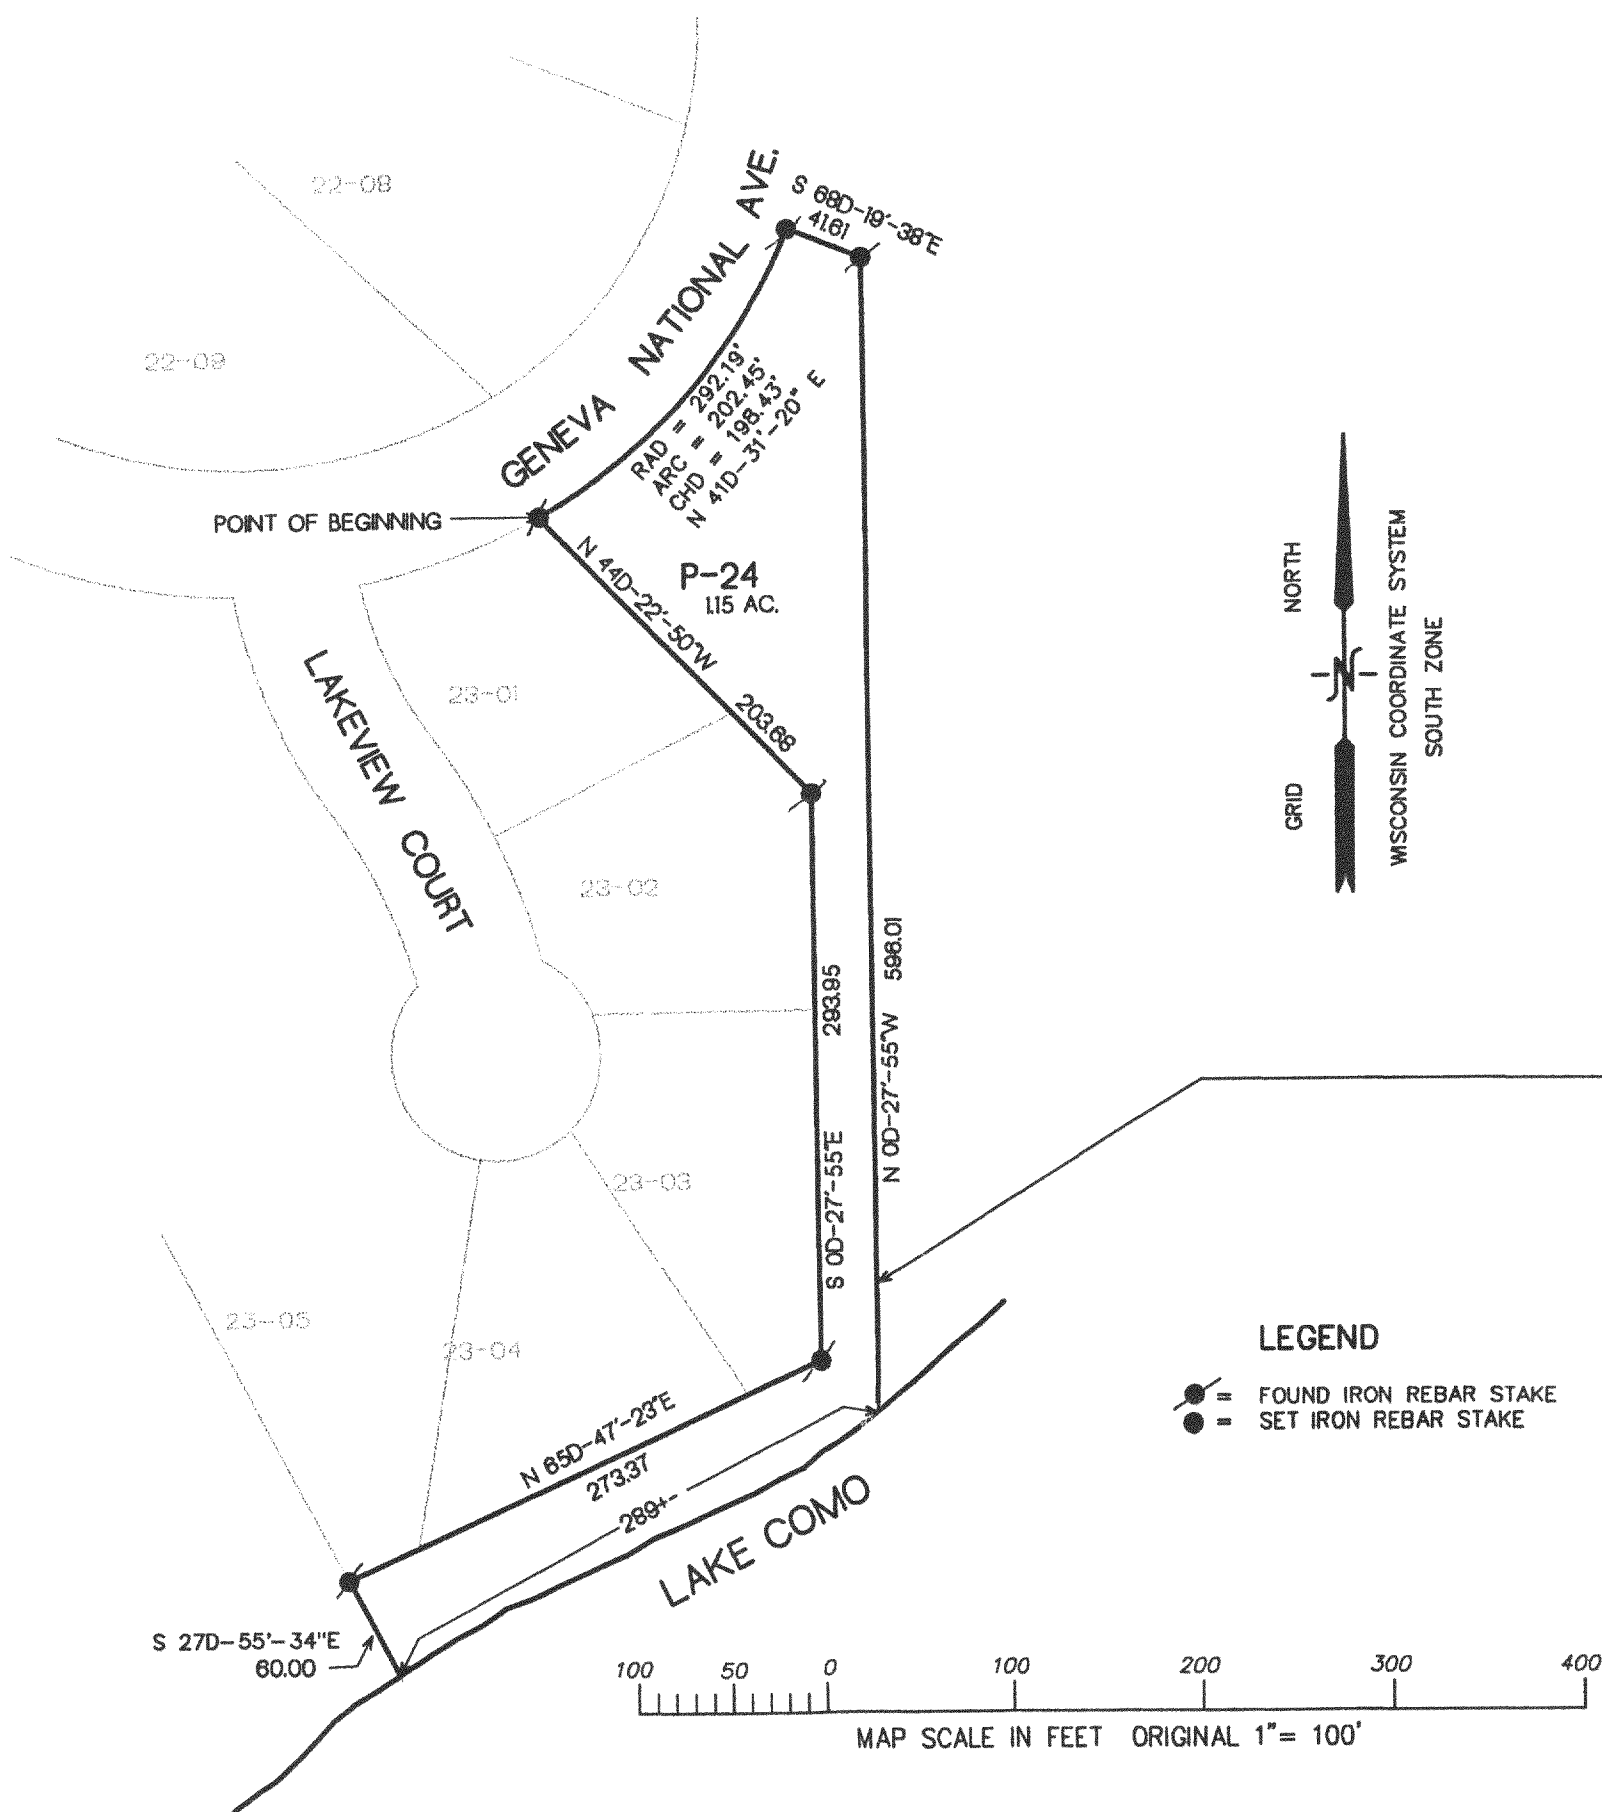 22-08
22-09
GENEVA NATIONAL AVE.
S 68D-19'-38"E
41.61
RAD = 292.19'
ARC = 202.45'
CHD = 198.43'
N 41D-31'-20" E
POINT OF BEGINNING
N 44D-22'-50"W
203.68
P-24
1.15 AC.
LAKEVIEW COURT
23-01
23-02
23-03
23-04
23-05
293.95
S 0D-27'-55"E
N 0D-27'-55"W 598.01
GRID NORTH
N
WISCONSIN COORDINATE SYSTEM
SOUTH ZONE
LEGEND
= FOUND IRON REBAR STAKE
= SET IRON REBAR STAKE
N 65D-47'-23"E
273.37
289+-
LAKE COMO
S 27D-55'-34"E
60.00
100 50 0 100 200 300 400
MAP SCALE IN FEET ORIGINAL 1"= 100'